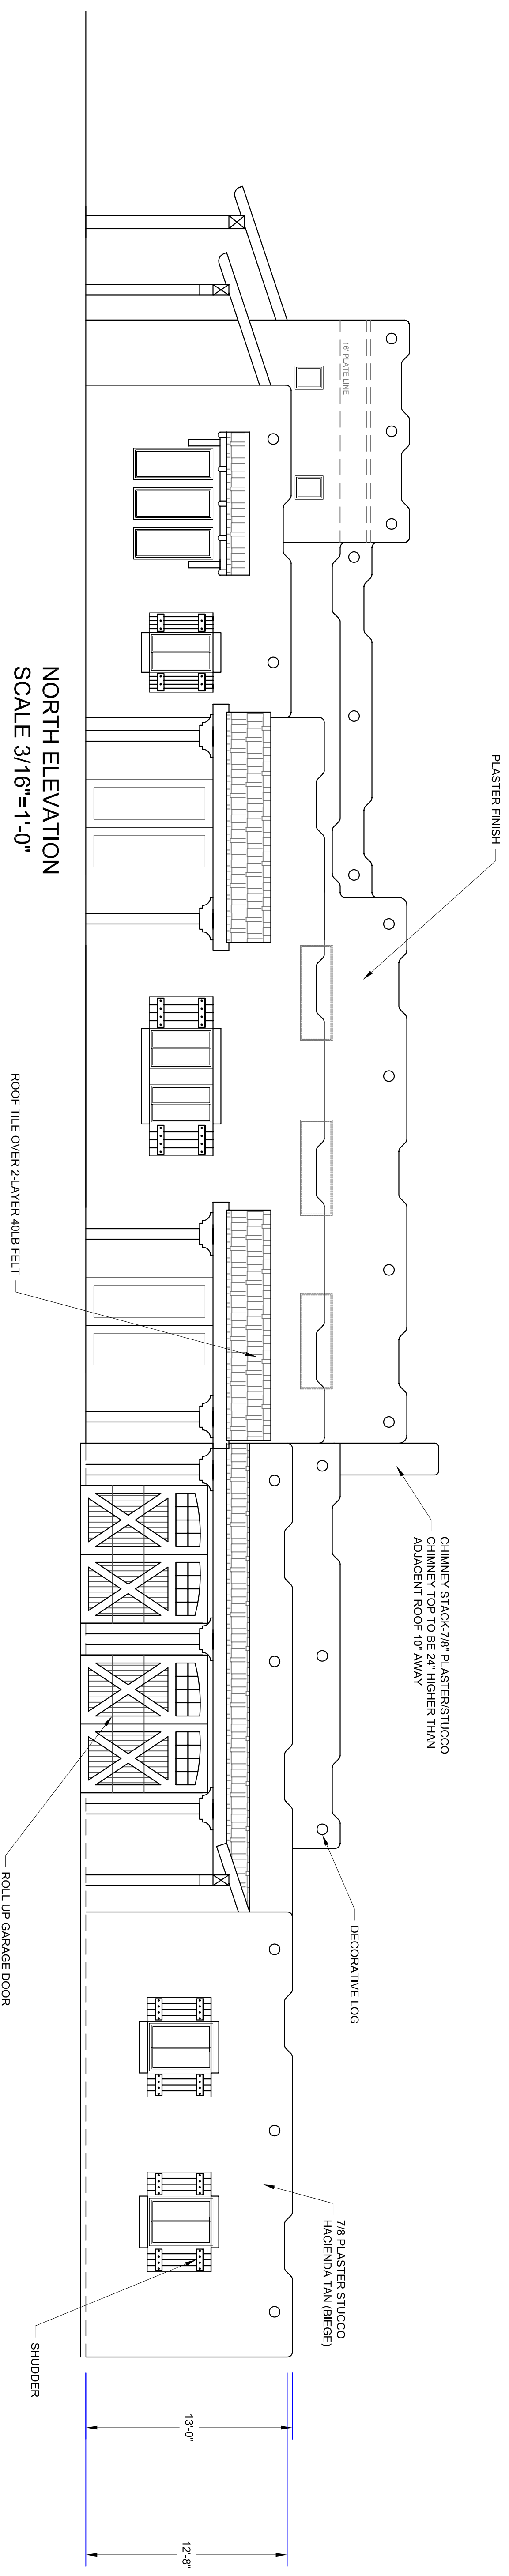 16' PLATE LINE
PLASTER FINISH
CHIMNEY STACK-7/8" PLASTER/STUCCO
CHIMNEY TOP TO BE 24" HIGHER THAN
ADJACENT ROOF 10" AWAY
DECORATIVE LOG
7/8 PLASTER STUCCO
HACIENDA TAN (BIEGE)
13'-0"
12'-8"
NORTH ELEVATION
SCALE 3/16"=1'-0"
ROOF TILE OVER 2-LAYER 40LB FELT
ROLL UP GARAGE DOOR
SHUDDER